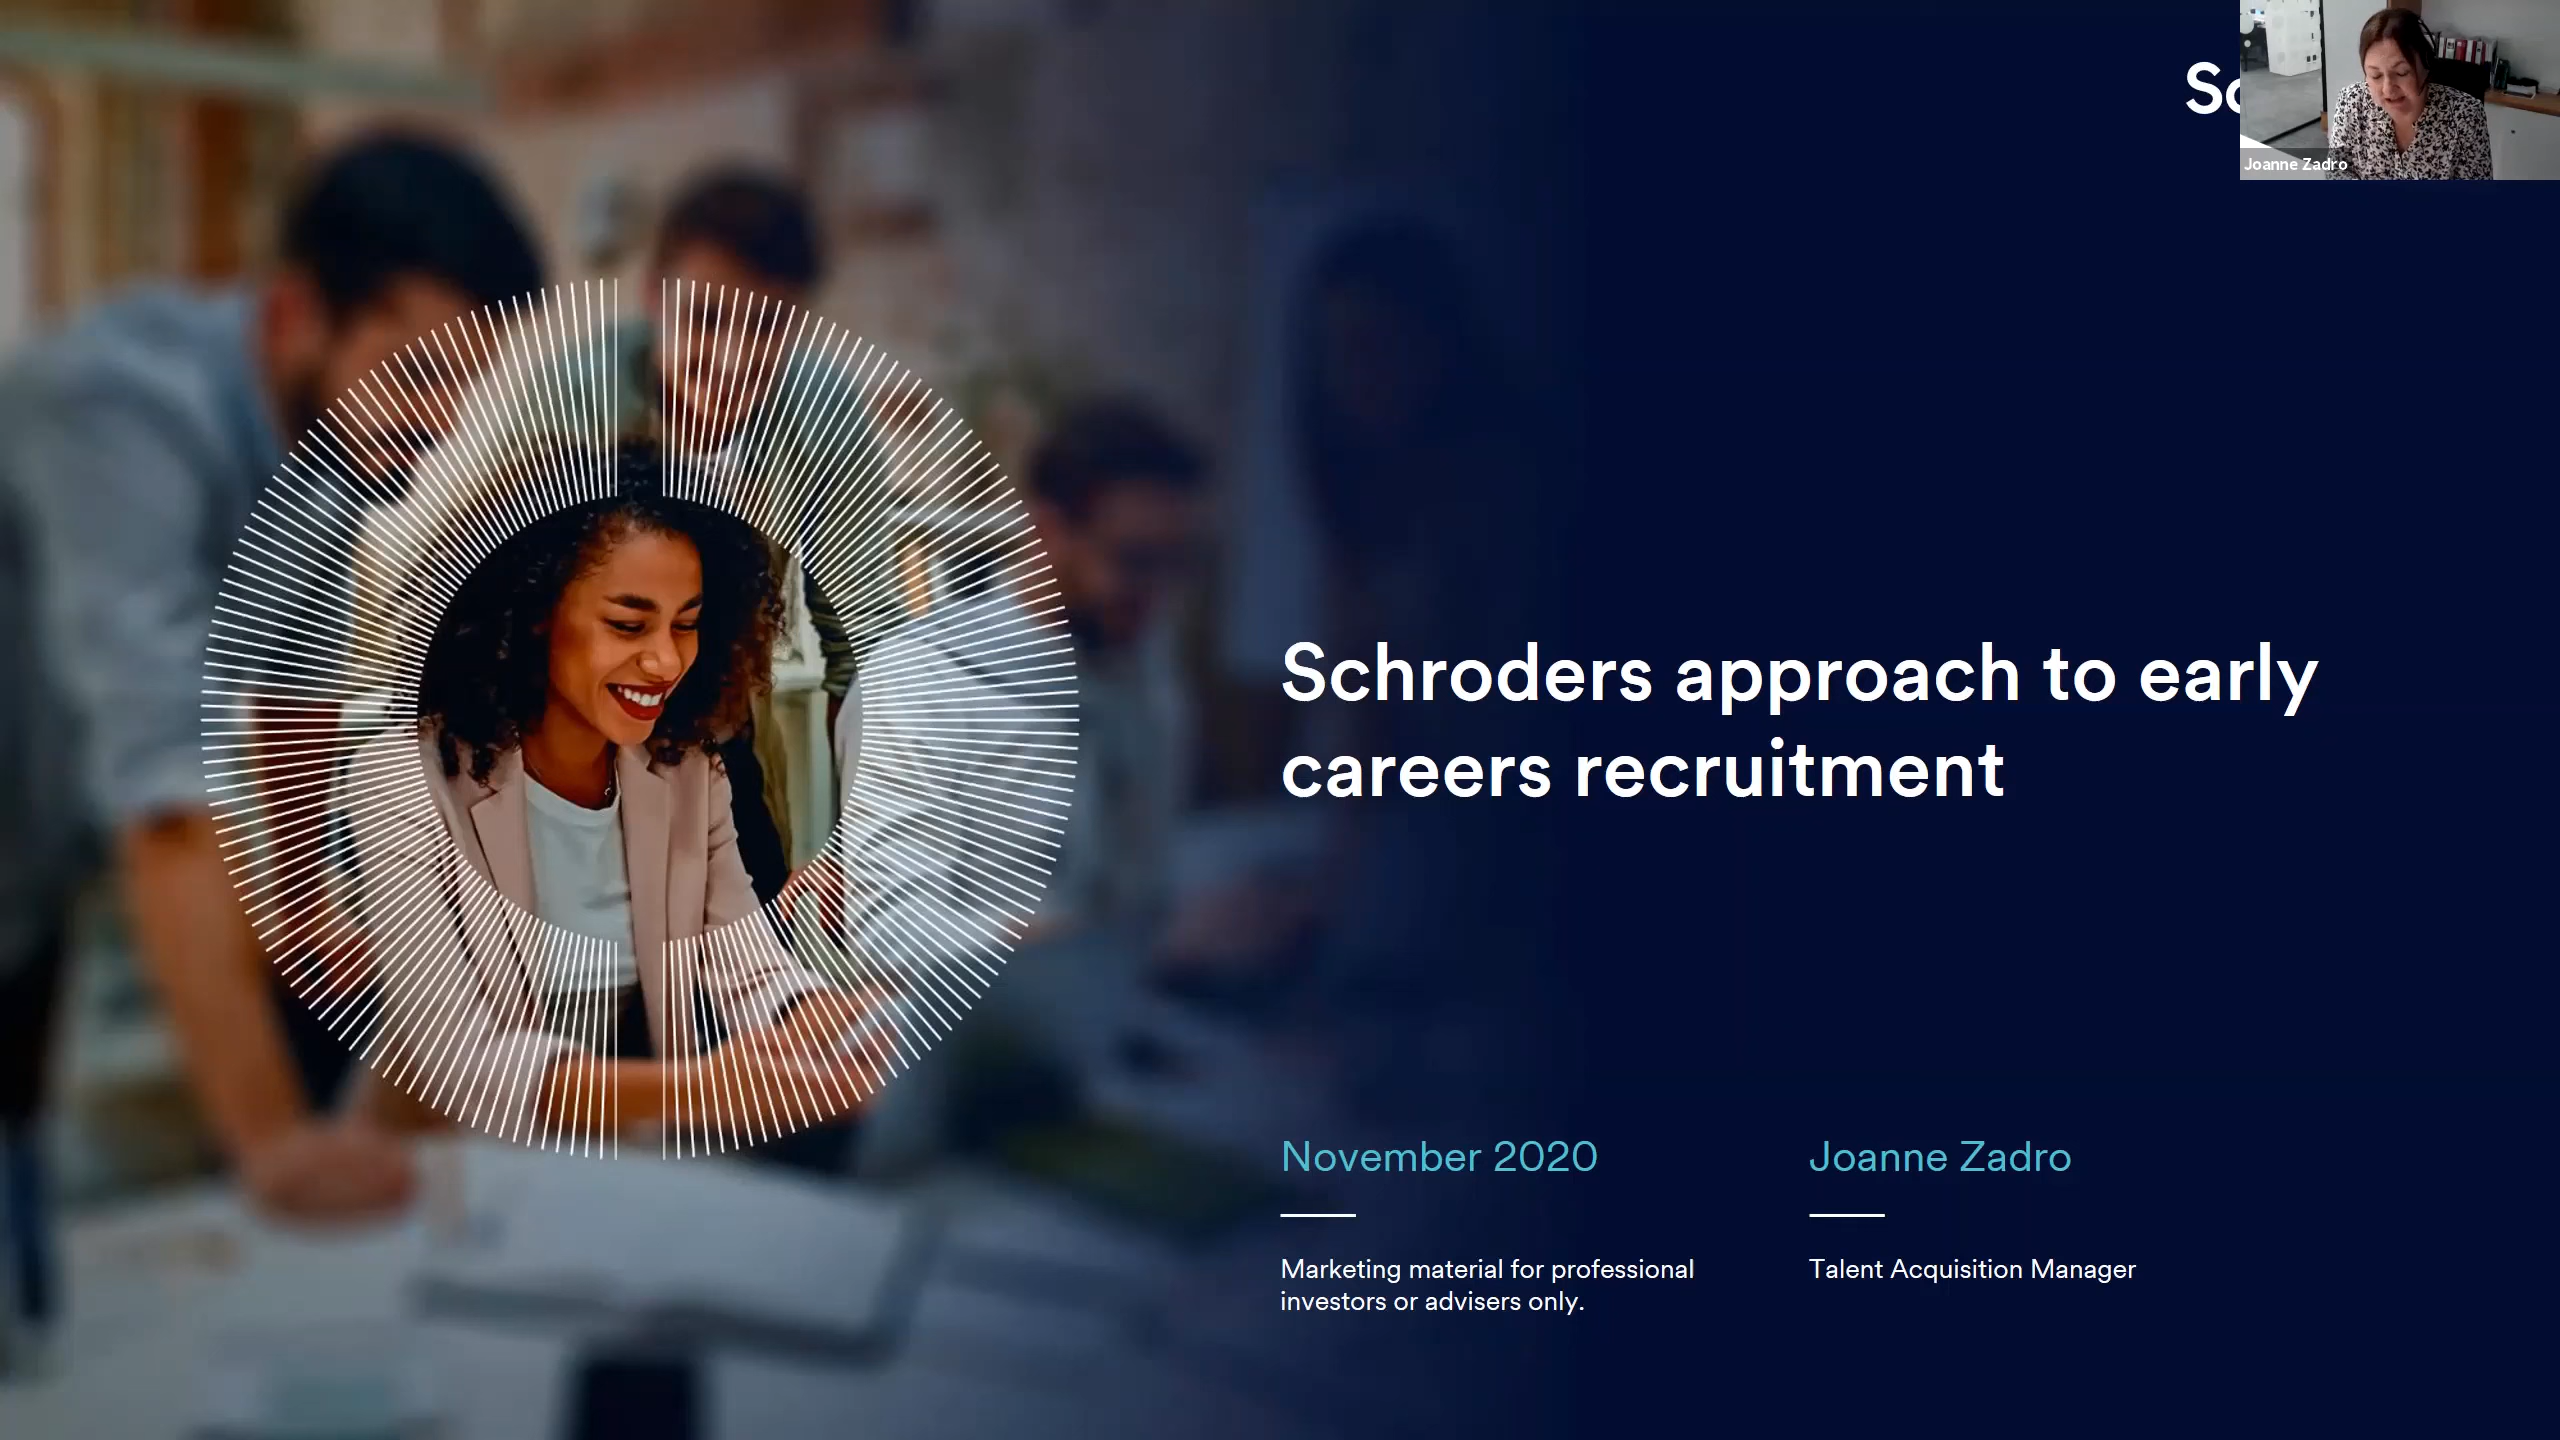 Joanne Zadro
Schroders approach to early
careers recruitment
November 2020
Joanne Zadro
Marketing material for professional
investors or advisers only.
Talent Acquisition Manager